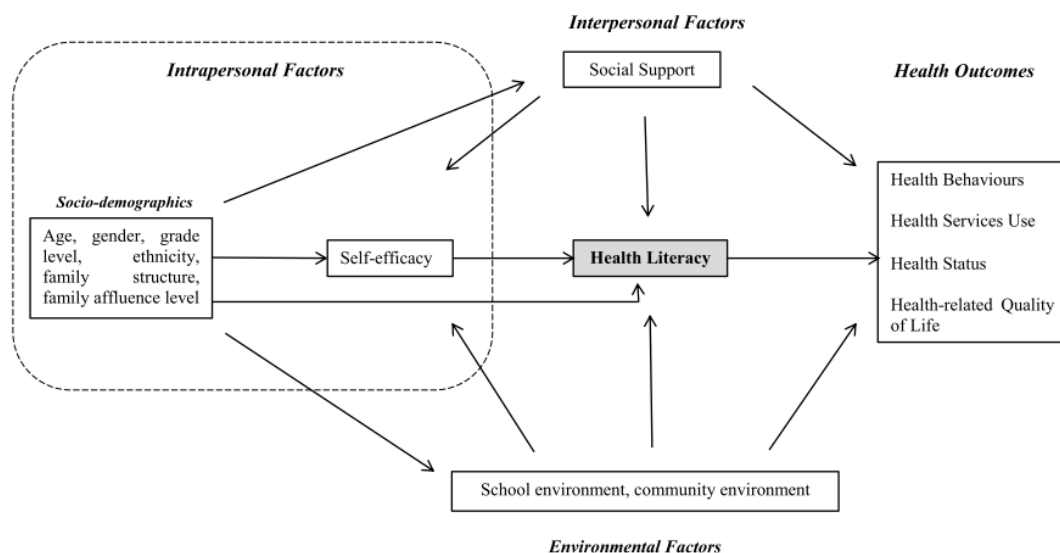 Interpersonal Factors
Intrapersonal Factors
Social Support
Health Outcomes
Socio-demographics
Age, gender, grade
level, ethnicity,
family structure,
family affluence level
Self-efficacy
Health Literacy
Health Behaviours
Health Services Use
Health Status
Health-related Quality
of Life
School environment, community environment
Environmental Factors